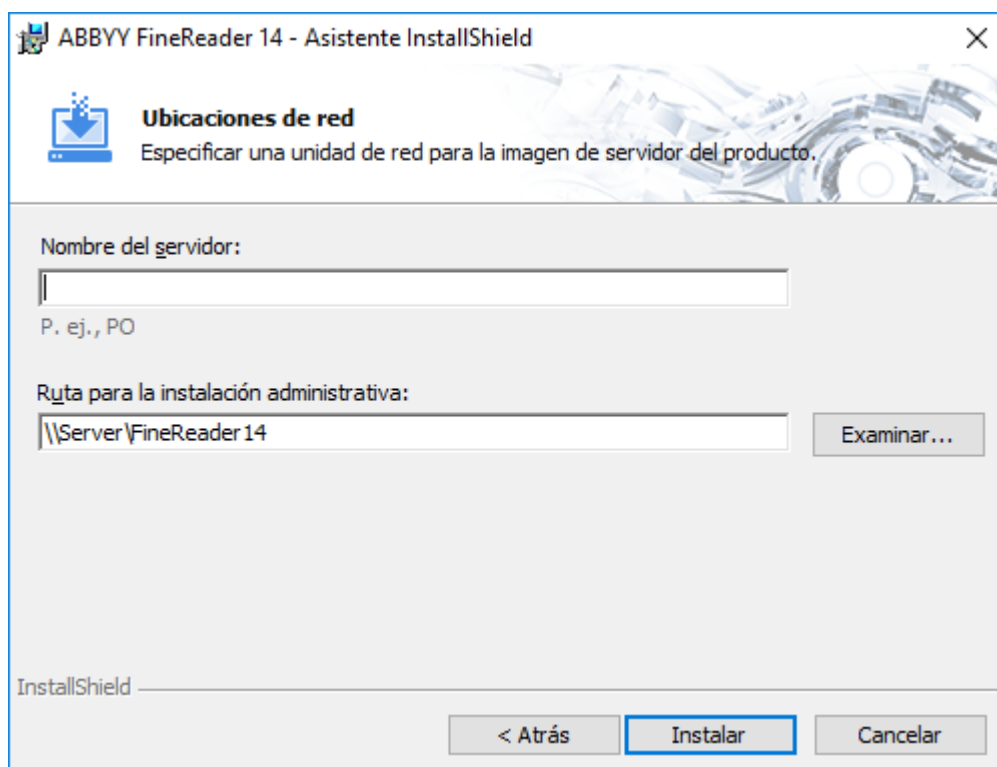 ABBYY FineReader 14 - Asistente InstallShield
Ubicaciones de red
Especificar una unidad de red para la imagen de servidor del producto.
Nombre del servidor:
P. ej., PO
Ruta para la instalación administrativa:
\\Server\FineReader14
Examinar...
InstallShield
< Atrás
Instalar
Cancelar